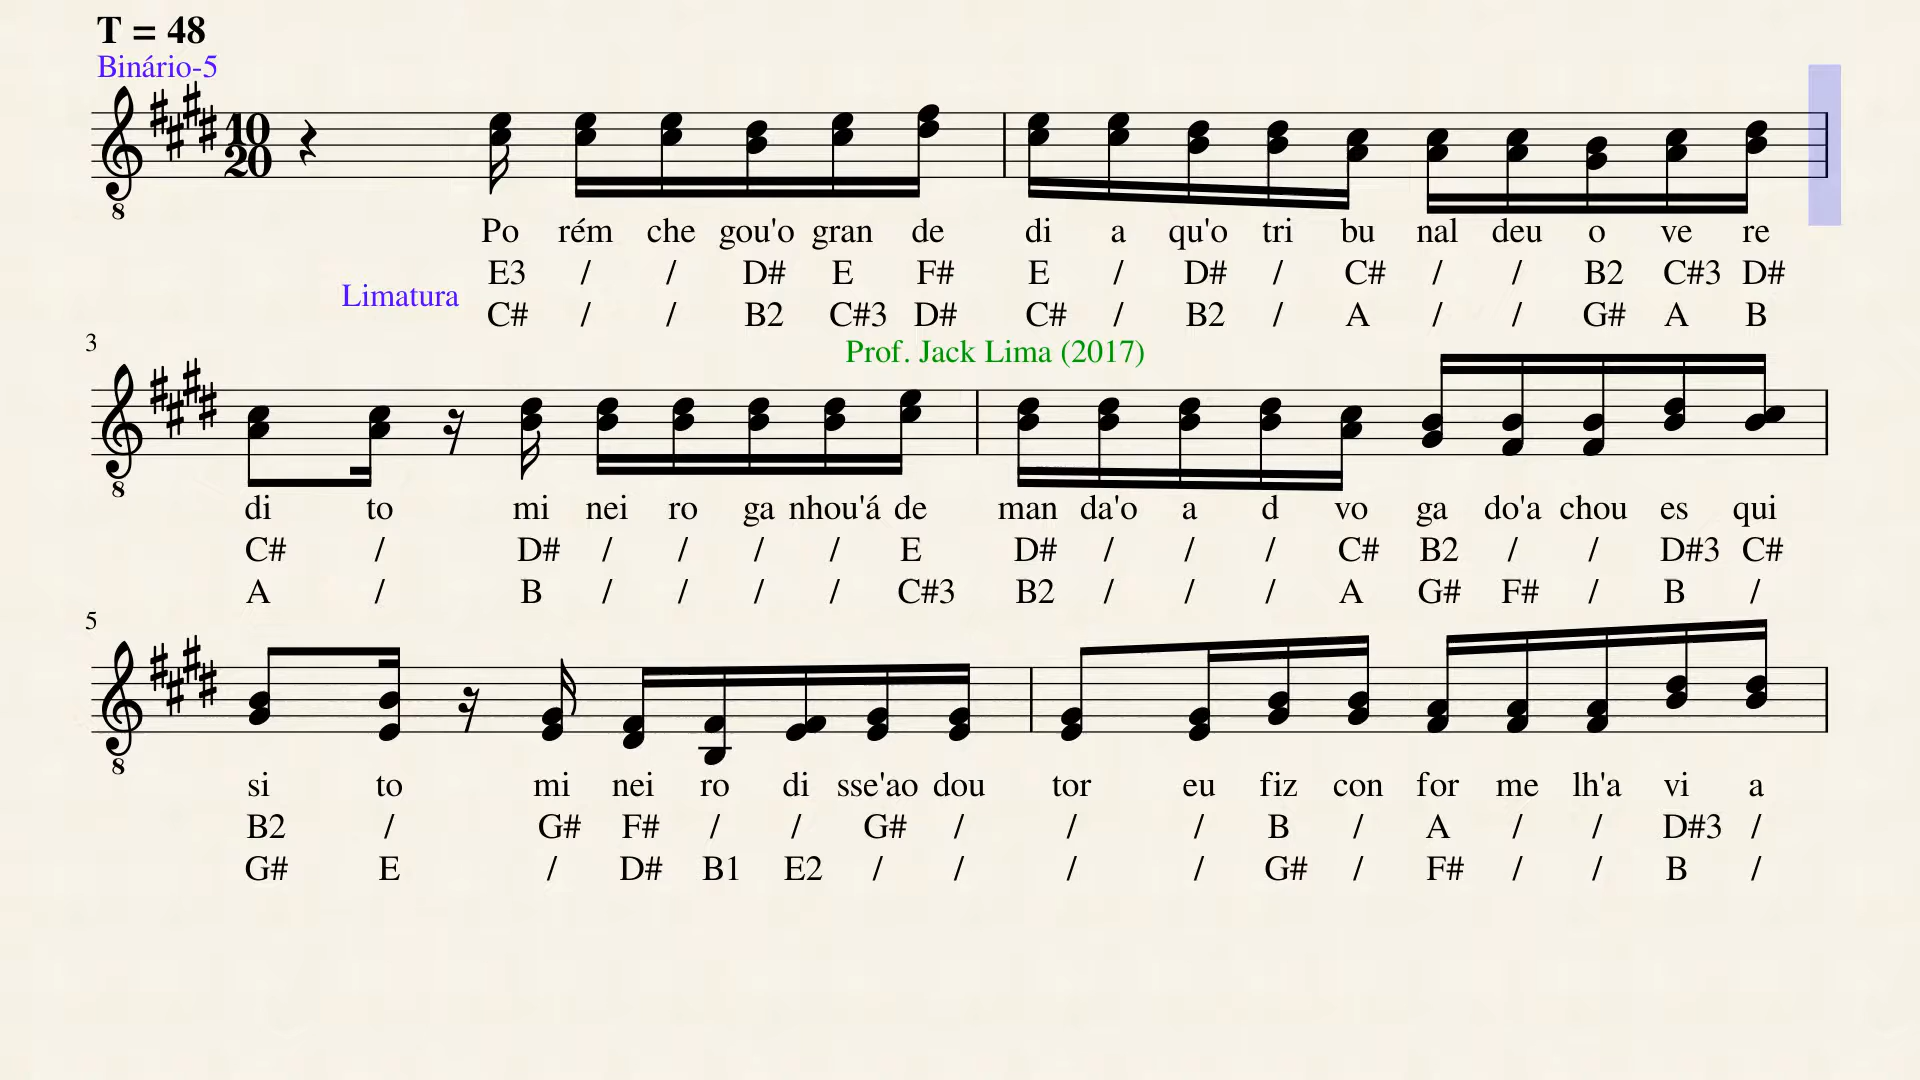 T = 48
Binário-5
10
20
8
Po rém che gou'o gran de di a qu'o tri bu nal deu o ve re
E3 / / D# E F# E / D# / C# / / B2 C#3 D#
Limatura
C# / / B2 C#3 D# C# / B2 / A / / G# A B
Prof. Jack Lima (2017)
3
8
di to mi nei ro ga nhou'á de man da'o a d vo ga do'a chou es qui
C# / D# / / / / E D# / / / C# B2 / / D#3 C#
A / B / / / / C#3 B2 / / / A G# F# / B /
5
8
si to mi nei ro di sse'ao dou tor eu fiz con for me lh'a vi a
B2 / G# F# / / G# / / / B / A / / D#3 /
G# E / D# B1 E2 / / / / G# / F# / / B /